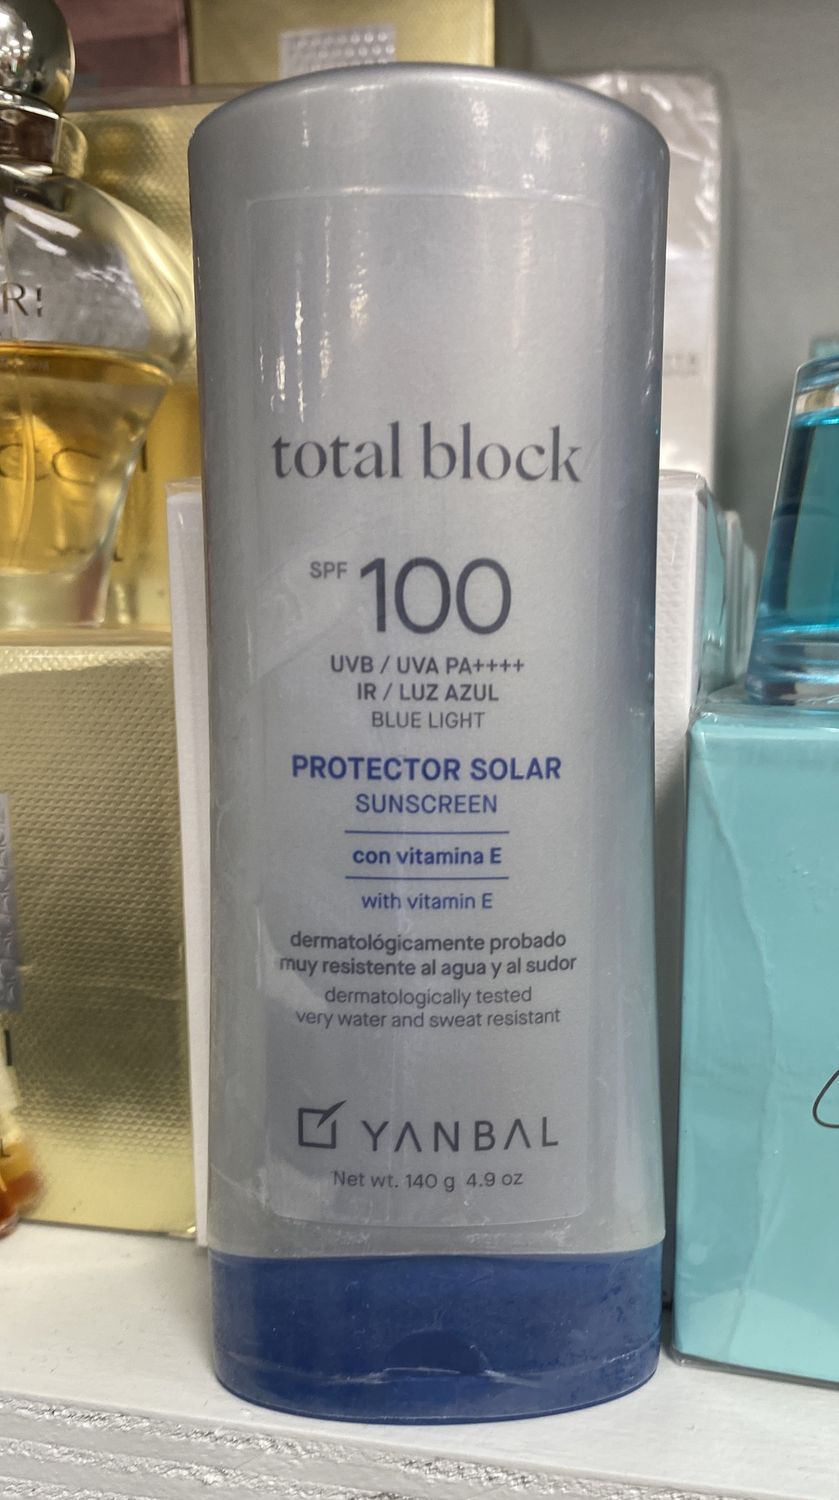 total block
SPF 100
UVB / UVA PA++++
IR / LUZ AZUL
BLUE LIGHT
PROTECTOR SOLAR
SUNSCREEN
con vitamina E
with vitamin E
dermatológicamente probado
muy resistente al agua y al sudor
dermatologically tested
very water and sweat resistant
YANBAL
Net wt. 140 g 4.9 oz